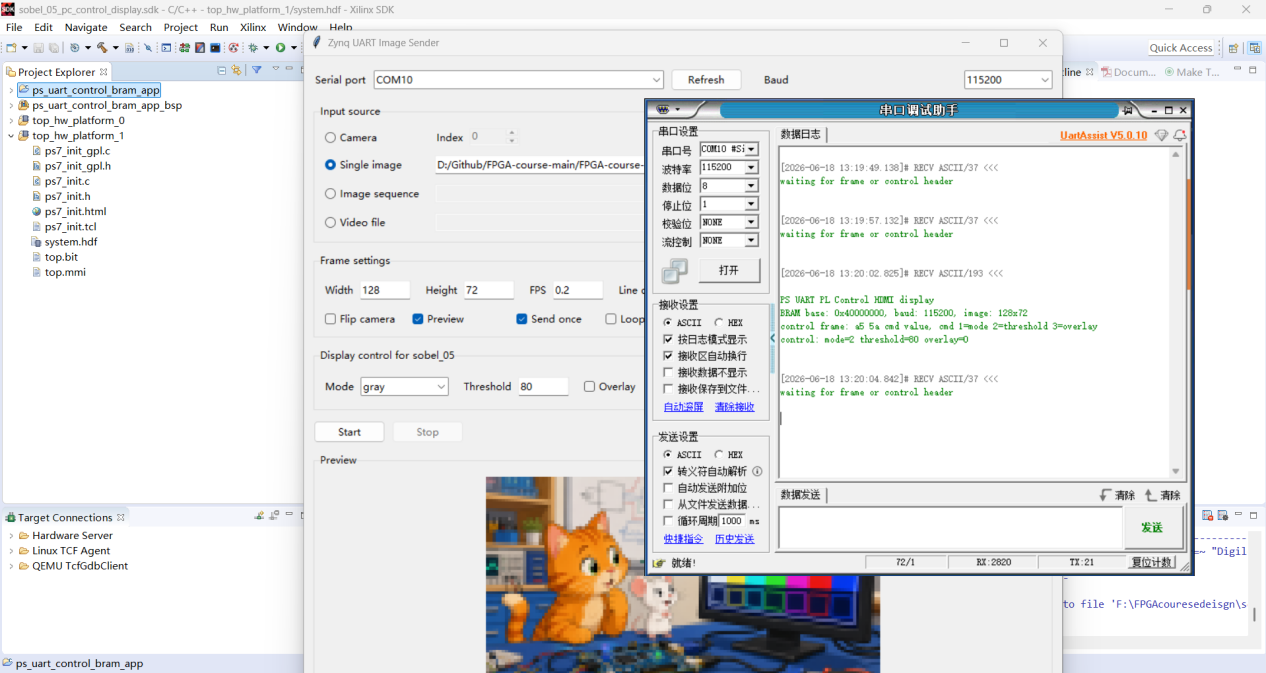 sobel_05_pc_control_display.sdk - C/C++ - top_hw_platform_1/system.hdf - Xilinx SDK
File Edit Navigate Search Project Run Xilinx Window Help
Quick Access
Project Explorer
ps_uart_control_bram_app
ps_uart_control_bram_app_bsp
top_hw_platform_0
top_hw_platform_1
ps7_init_gpl.c
ps7_init_gpl.h
ps7_init.c
ps7_init.h
ps7_init.html
ps7_init.tcl
system.hdf
top.bit
top.mmi
Target Connections
Hardware Server
Linux TCF Agent
QEMU TcfGdbClient
ps_uart_control_bram_app
Zynq UART Image Sender
Serial port COM10 Refresh Baud 115200
Input source
Camera Index 0
Single image D:/Github/FPGA-course-main/FPGA-course-
Image sequence
Video file
Frame settings
Width 128 Height 72 FPS 0.2 Line
Flip camera Preview Send once Loop
Display control for sobel_05
Mode gray Threshold 80 Overlay
Start Stop
Preview
串口调试助手
串口设置
串口号 COM10 #Si
波特率 115200
数据位 8
停止位 1
校验位 NONE
流控制 NONE
打开
接收设置
ASCII HEX
按日志模式显示
接收区自动换行
接收数据不显示
接收保存到文件...
自动滚屏 清除接收
发送设置
ASCII HEX
转义符自动解析
自动发送附加位
从文件发送数据...
循环周期 1000 ms
快捷指令 历史发送
数据日志
UartAssist V5.0.10
[2026-06-18 13:19:49.138]# RECV ASCII/37 <<<
waiting for frame or control header
[2026-06-18 13:19:57.132]# RECV ASCII/37 <<<
waiting for frame or control header
[2026-06-18 13:20:02.825]# RECV ASCII/193 <<<
PS UART PL Control HDMI display
BRAM base: 0x40000000, baud: 115200, image: 128x72
control frame: a5 5a cmd value, cmd 1=mode 2=threshold 3=overlay
control: mode=2 threshold=80 overlay=0
[2026-06-18 13:20:04.842]# RECV ASCII/37 <<<
waiting for frame or control header
数据发送 清除 清除
发送
就绪! 72/1 RX:2820 TX:21 复位计数
line Docum... Make T...
~ "Digil
to file 'F:\FPGAcouresedeisgn\s